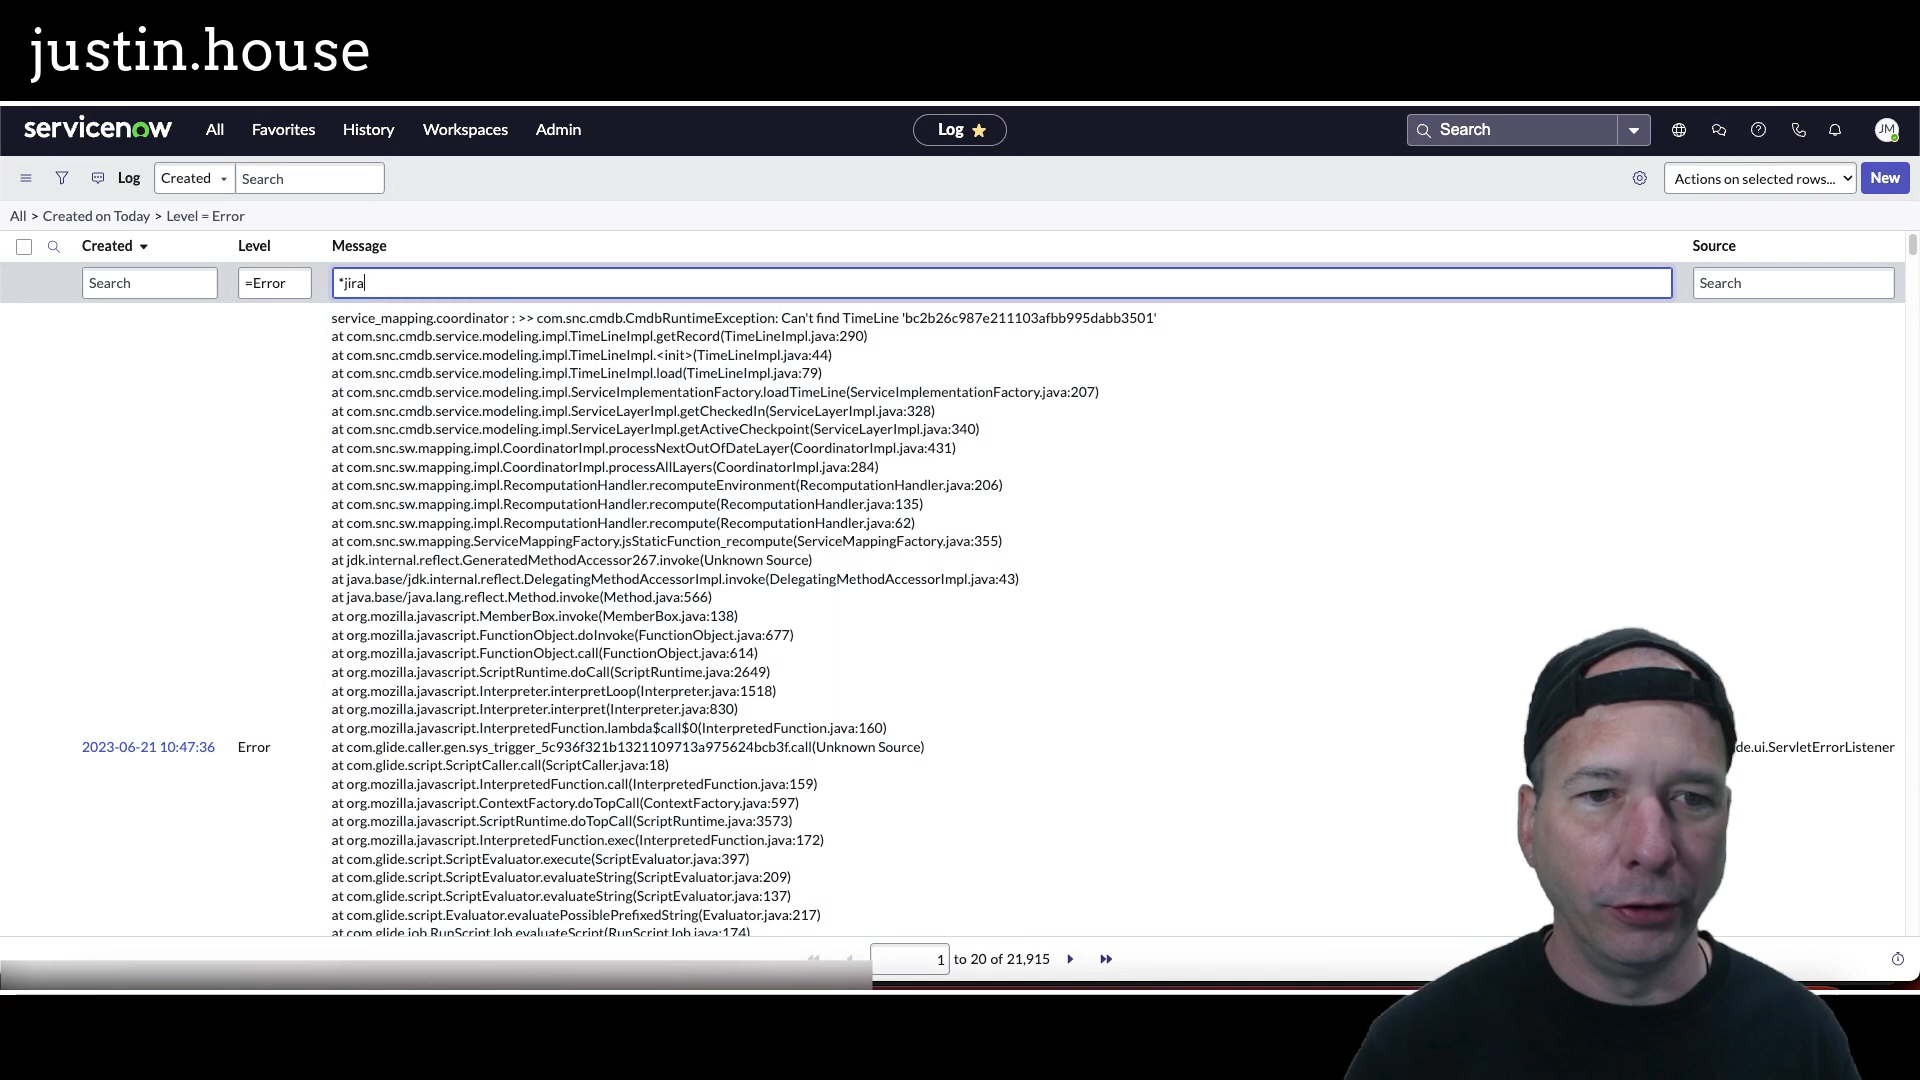 justin.house
servicenow
All
Favorites
History
Workspaces
Admin
Log
Search
JM
Log
Created
Search
Actions on selected rows...
New
All > Created on Today > Level = Error
Created
Level
Message
Source
Search
=Error
*jira
Search
service_mapping.coordinator : >> com.snc.cmdb.CmdbRuntimeException: Can't find TimeLine 'bc2b26c987e211103afbb995dabb3501'
at com.snc.cmdb.service.modeling.impl.TimeLineImpl.getRecord(TimeLineImpl.java:290)
at com.snc.cmdb.service.modeling.impl.TimeLineImpl.<init>(TimeLineImpl.java:44)
at com.snc.cmdb.service.modeling.impl.TimeLineImpl.load(TimeLineImpl.java:79)
at com.snc.cmdb.service.modeling.impl.ServiceImplementationFactory.loadTimeLine(ServiceImplementationFactory.java:207)
at com.snc.cmdb.service.modeling.impl.ServiceLayerImpl.getCheckedIn(ServiceLayerImpl.java:328)
at com.snc.cmdb.service.modeling.impl.ServiceLayerImpl.getActiveCheckpoint(ServiceLayerImpl.java:340)
at com.snc.sw.mapping.impl.CoordinatorImpl.processNextOutOfDateLayer(CoordinatorImpl.java:431)
at com.snc.sw.mapping.impl.CoordinatorImpl.processAllLayers(CoordinatorImpl.java:284)
at com.snc.sw.mapping.impl.RecomputationHandler.recomputeEnvironment(RecomputationHandler.java:206)
at com.snc.sw.mapping.impl.RecomputationHandler.recompute(RecomputationHandler.java:135)
at com.snc.sw.mapping.impl.RecomputationHandler.recompute(RecomputationHandler.java:62)
at com.snc.sw.mapping.ServiceMappingFactory.jsStaticFunction_recompute(ServiceMappingFactory.java:355)
at jdk.internal.reflect.GeneratedMethodAccessor267.invoke(Unknown Source)
at java.base/jdk.internal.reflect.DelegatingMethodAccessorImpl.invoke(DelegatingMethodAccessorImpl.java:43)
at java.base/java.lang.reflect.Method.invoke(Method.java:566)
at org.mozilla.javascript.MemberBox.invoke(MemberBox.java:138)
at org.mozilla.javascript.FunctionObject.doInvoke(FunctionObject.java:677)
at org.mozilla.javascript.FunctionObject.call(FunctionObject.java:614)
at org.mozilla.javascript.ScriptRuntime.doCall(ScriptRuntime.java:2649)
at org.mozilla.javascript.Interpreter.interpretLoop(Interpreter.java:1518)
at org.mozilla.javascript.Interpreter.interpret(Interpreter.java:830)
at org.mozilla.javascript.InterpretedFunction.lambda$call$0(InterpretedFunction.java:160)
2023-06-21 10:47:36
Error
at com.glide.caller.gen.sys_trigger_5c936f321b1321109713a975624bcb3f.call(Unknown Source)
de.ui.ServletErrorListener
at com.glide.script.ScriptCaller.call(ScriptCaller.java:18)
at org.mozilla.javascript.InterpretedFunction.call(InterpretedFunction.java:159)
at org.mozilla.javascript.ContextFactory.doTopCall(ContextFactory.java:597)
at org.mozilla.javascript.ScriptRuntime.doTopCall(ScriptRuntime.java:3573)
at org.mozilla.javascript.InterpretedFunction.exec(InterpretedFunction.java:172)
at com.glide.script.ScriptEvaluator.execute(ScriptEvaluator.java:397)
at com.glide.script.ScriptEvaluator.evaluateString(ScriptEvaluator.java:209)
at com.glide.script.ScriptEvaluator.evaluateString(ScriptEvaluator.java:137)
at com.glide.script.Evaluator.evaluatePossiblePrefixedString(Evaluator.java:217)
at com.glide.job.RunScriptJob.evaluateScript(RunScriptJob.java:174)
1 to 20 of 21,915